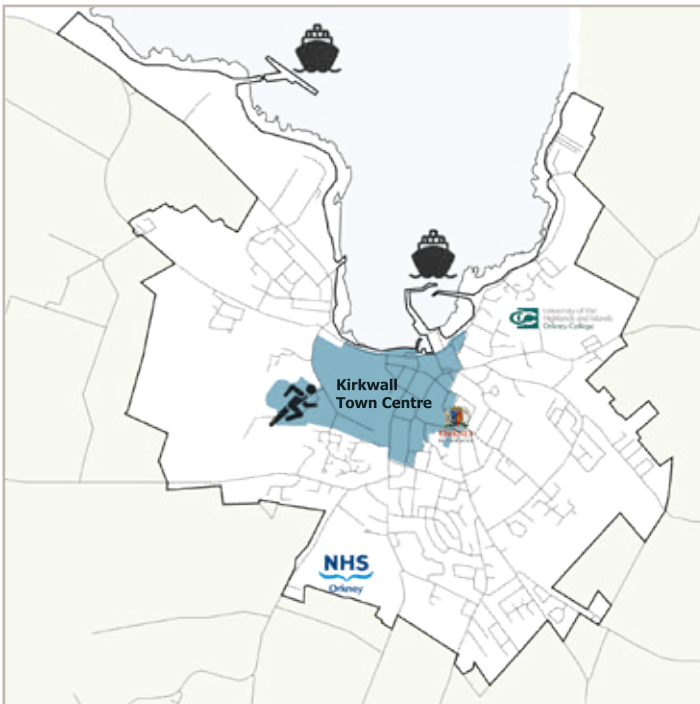 University of the
Highlands and Islands
Orkney College
Kirkwall
Town Centre
NHS
Orkney